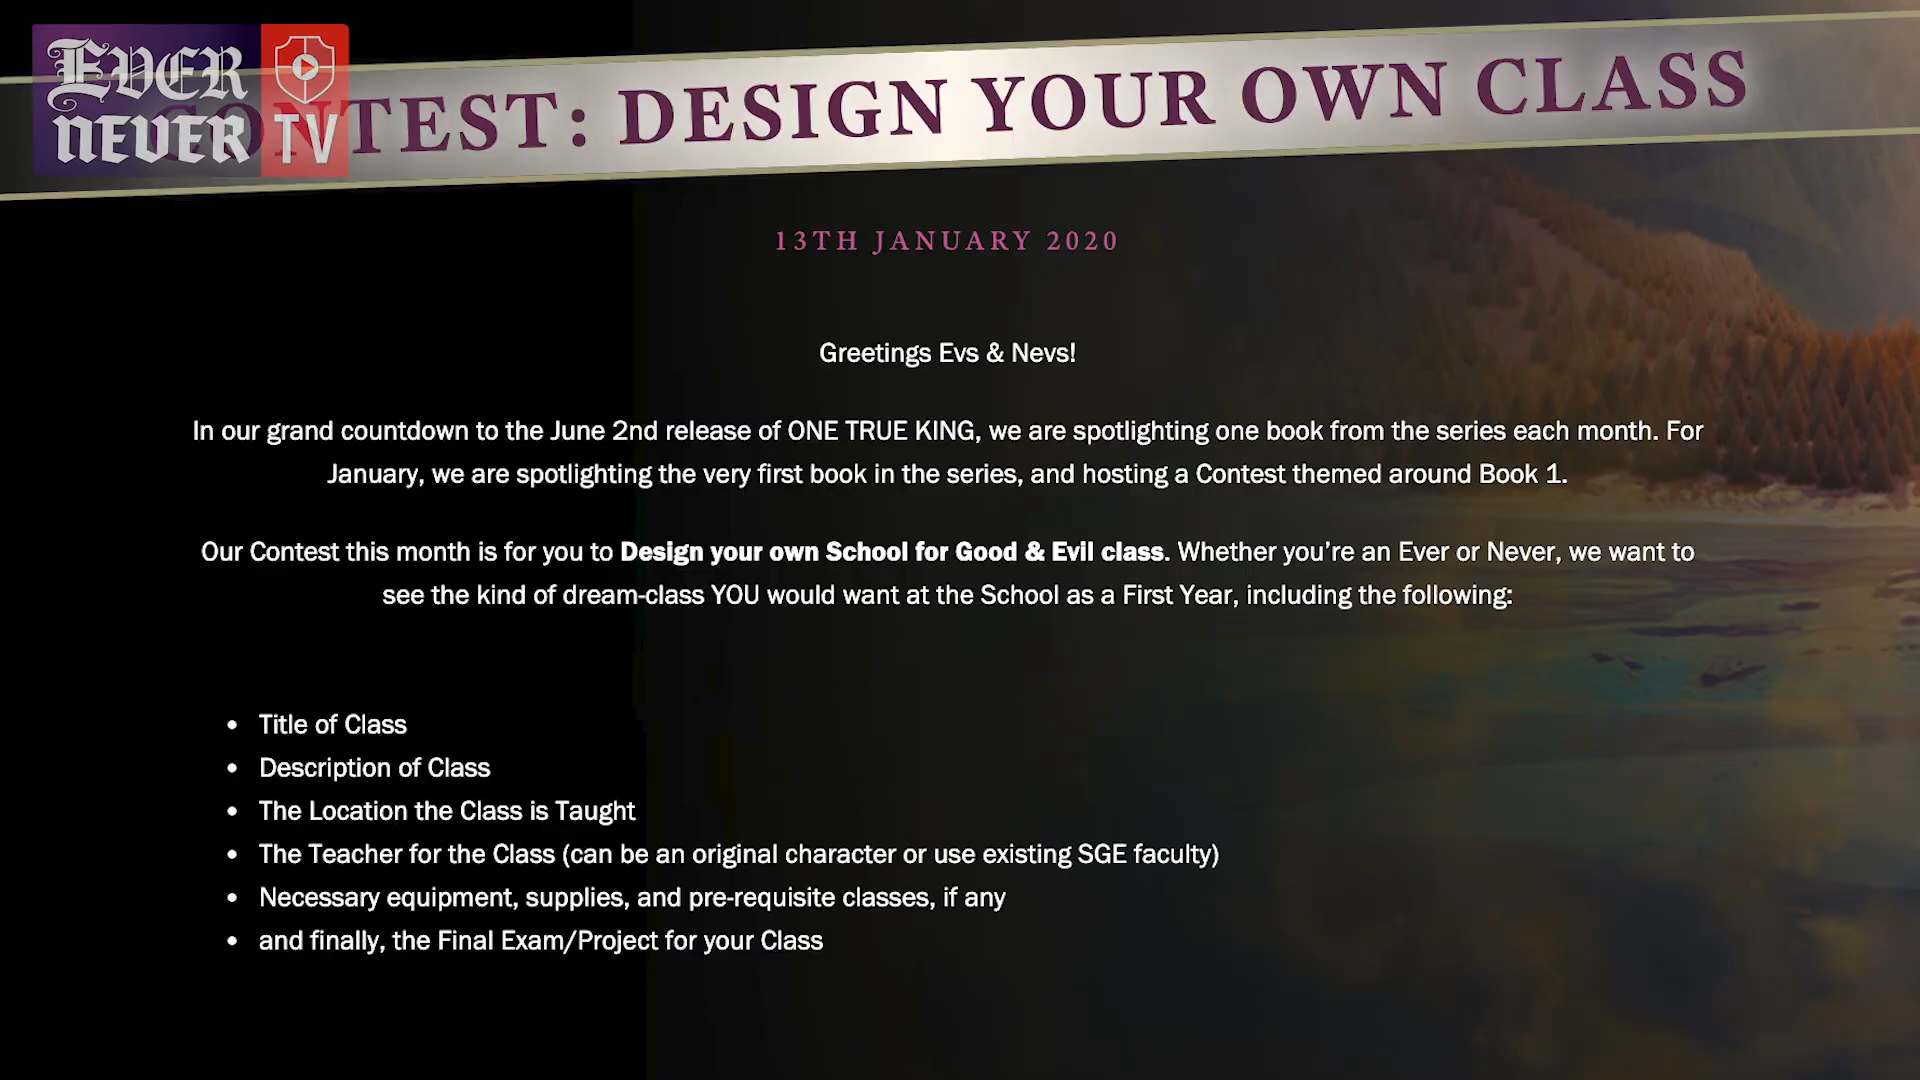 EVER
NEVER TV
CONTEST: DESIGN YOUR OWN CLASS
13TH JANUARY 2020
Greetings Evs & Nevs!
In our grand countdown to the June 2nd release of ONE TRUE KING, we are spotlighting one book from the series each month. For
January, we are spotlighting the very first book in the series, and hosting a Contest themed around Book 1.
Our Contest this month is for you to Design your own School for Good & Evil class. Whether you’re an Ever or Never, we want to
see the kind of dream-class YOU would want at the School as a First Year, including the following:
• Title of Class
• Description of Class
• The Location the Class is Taught
• The Teacher for the Class (can be an original character or use existing SGE faculty)
• Necessary equipment, supplies, and pre-requisite classes, if any
• and finally, the Final Exam/Project for your Class